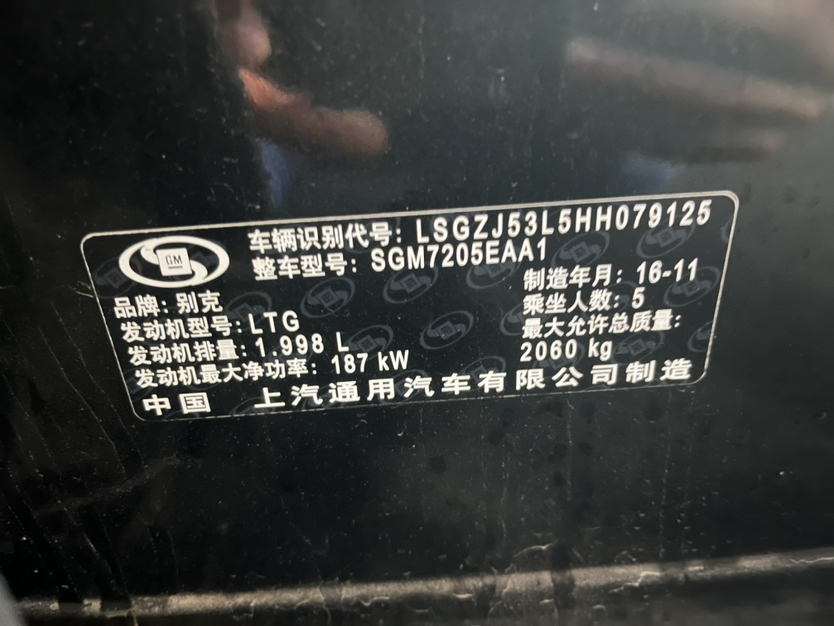 GM
车辆识别代号: LSGZJ53L5HH079125
整车型号: SGM7205EAA1
品牌: 别克
制造年月: 16-11
发动机型号: LTG
乘坐人数: 5
发动机排量: 1.998 L
最大允许总质量:
发动机最大净功率: 187 kW
2060 kg
中国 上汽通用汽车有限公司制造